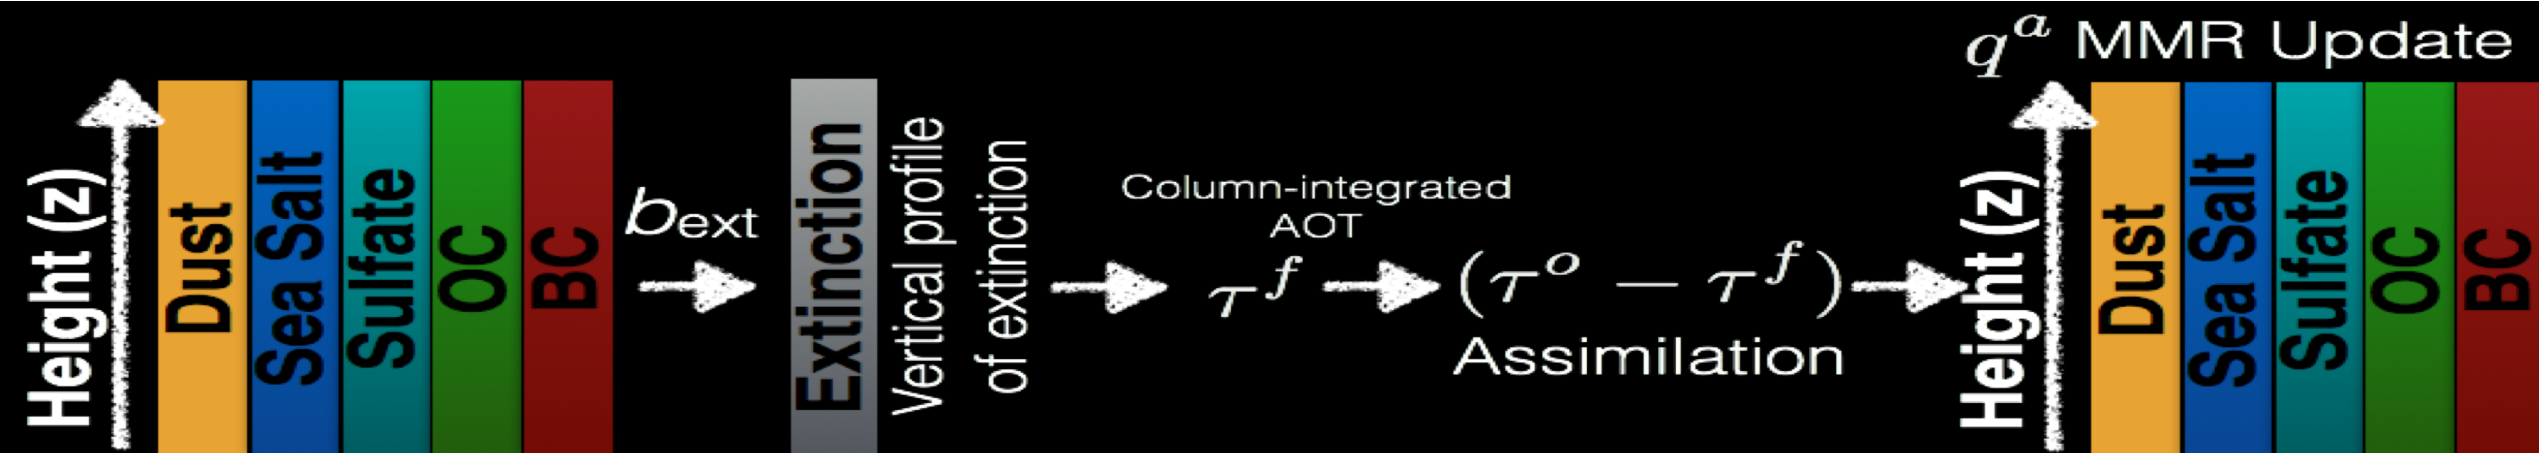 Height (z)
Dust
Sea Salt
Sulfate
OC
BC
bext
Extinction
Vertical profile
of extinction
Column-integrated
AOT
τ^f
(τ^o − τ^f)
Assimilation
q^a MMR Update
Height (z)
Dust
Sea Salt
Sulfate
OC
BC